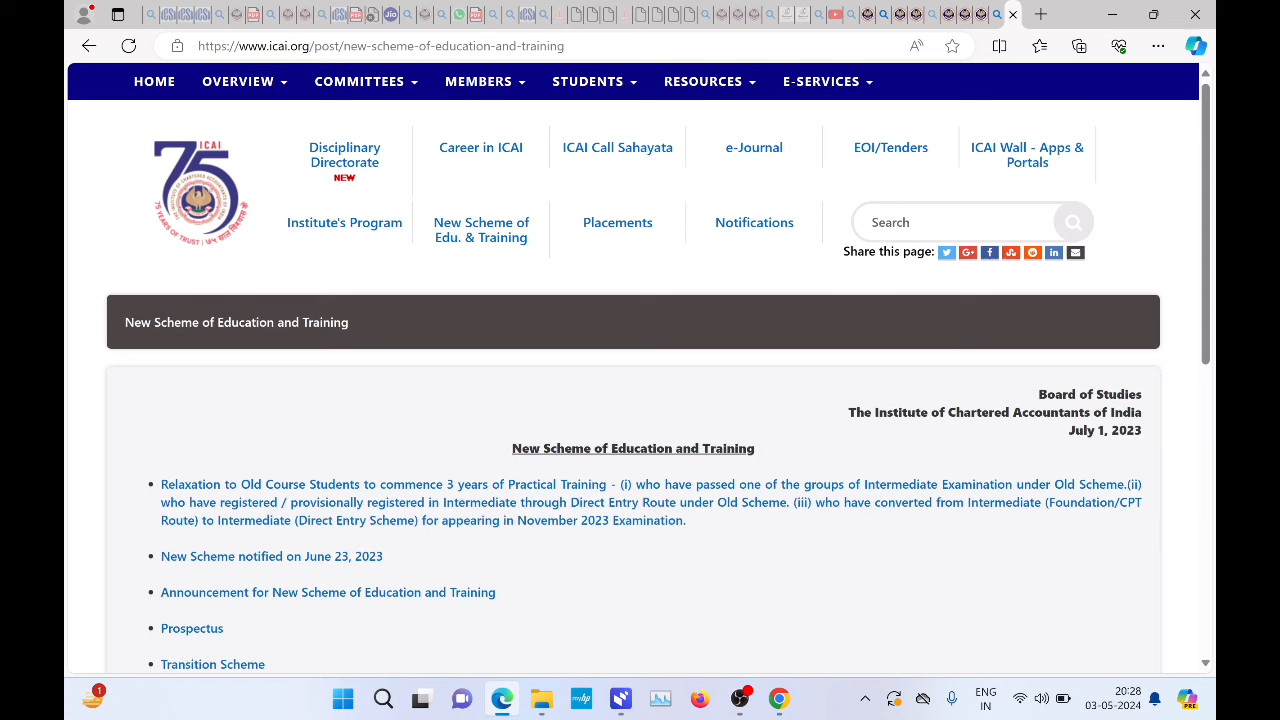 https://www.icai.org/post/new-scheme-of-education-and-training
HOME OVERVIEW COMMITTEES MEMBERS STUDENTS RESOURCES E-SERVICES
ICAI
75
75 YEARS OF TRUST
Disciplinary Directorate
NEW
Career in ICAI
ICAI Call Sahayata
e-Journal
EOI/Tenders
ICAI Wall - Apps & Portals
Institute's Program
New Scheme of Edu. & Training
Placements
Notifications
Search
Share this page:
New Scheme of Education and Training
Board of Studies
The Institute of Chartered Accountants of India
July 1, 2023
New Scheme of Education and Training
Relaxation to Old Course Students to commence 3 years of Practical Training - (i) who have passed one of the groups of Intermediate Examination under Old Scheme.(ii)
who have registered / provisionally registered in Intermediate through Direct Entry Route under Old Scheme. (iii) who have converted from Intermediate (Foundation/CPT
Route) to Intermediate (Direct Entry Scheme) for appearing in November 2023 Examination.
New Scheme notified on June 23, 2023
Announcement for New Scheme of Education and Training
Prospectus
Transition Scheme
1
ENG
IN
20:28
03-05-2024
PRE